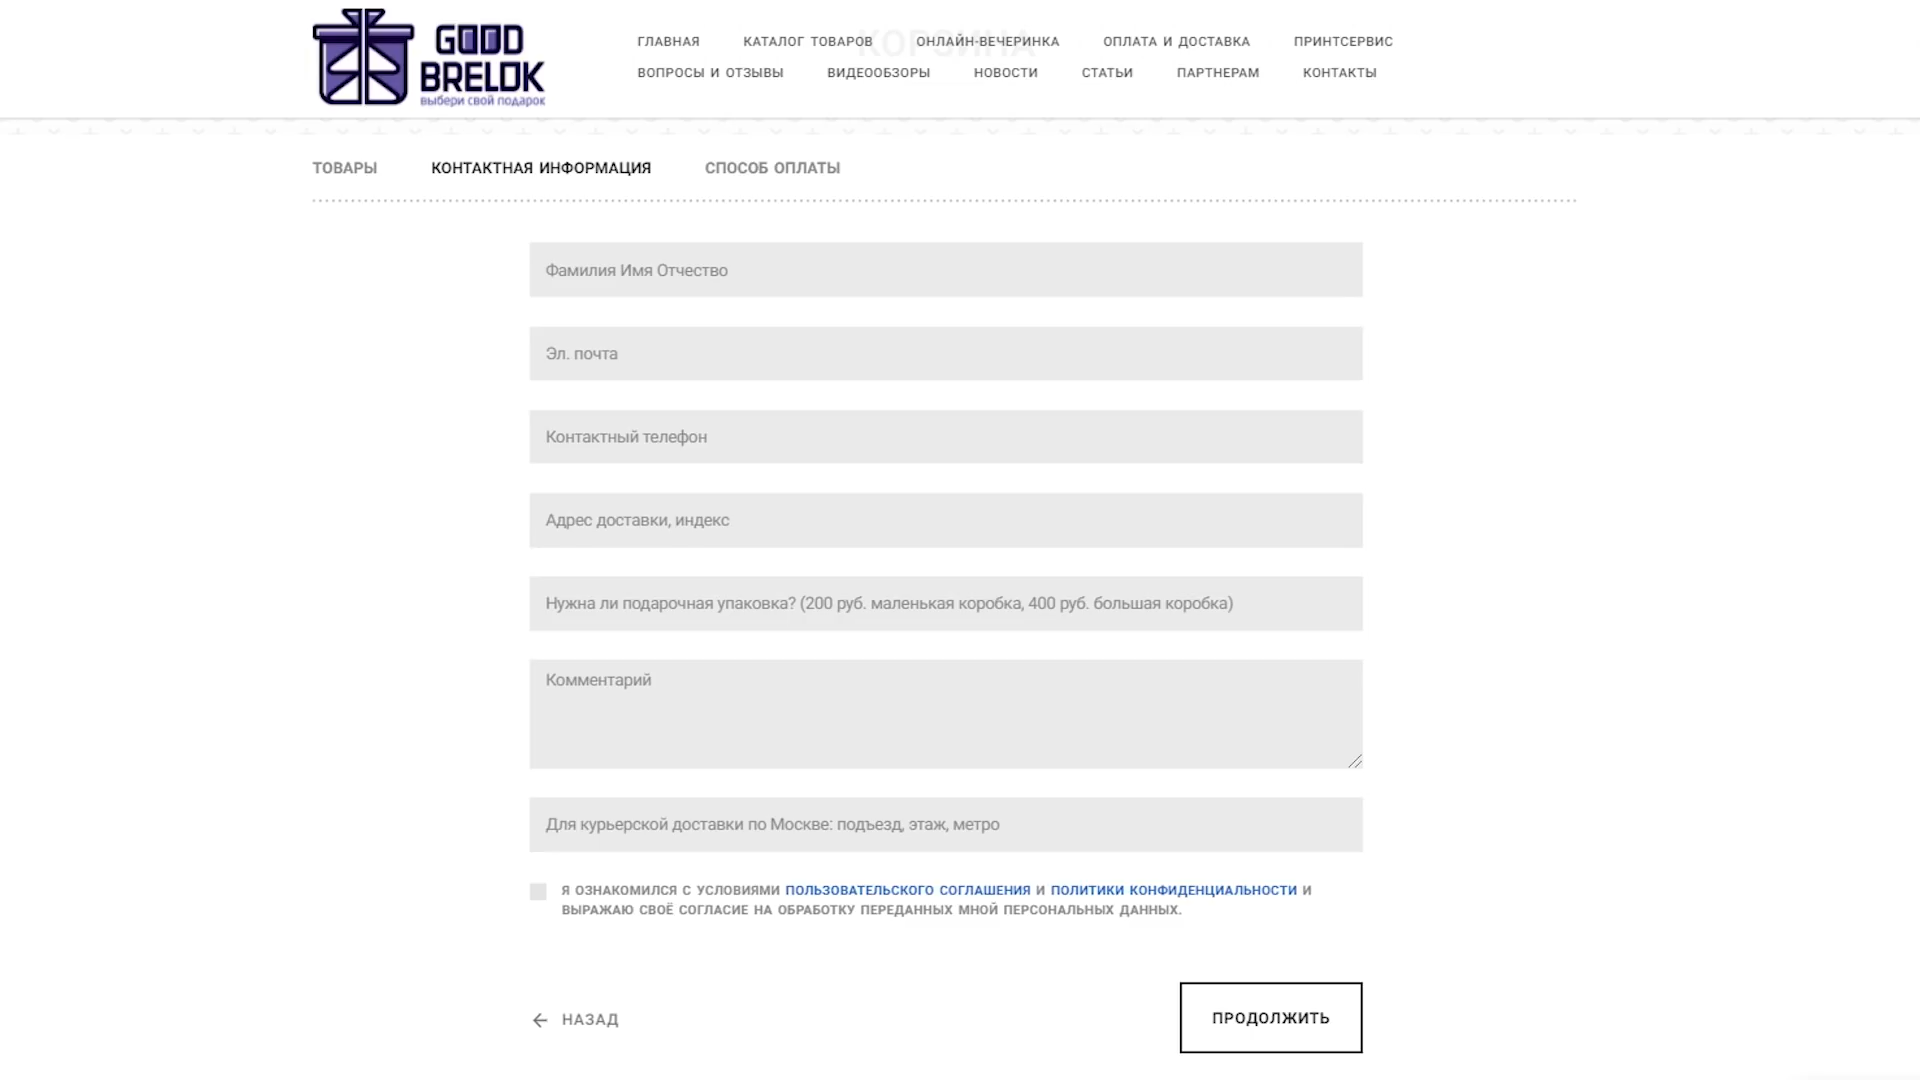 GOOD
BRELOK
выбери свой подарок
ГЛАВНАЯ КАТАЛОГ ТОВАРОВ ОНЛАЙН-ВЕЧЕРИНКА ОПЛАТА И ДОСТАВКА ПРИНТСЕРВИС
КОРЗИНА
ВОПРОСЫ И ОТЗЫВЫ ВИДЕООБЗОРЫ НОВОСТИ СТАТЬИ ПАРТНЕРАМ КОНТАКТЫ
ТОВАРЫ КОНТАКТНАЯ ИНФОРМАЦИЯ СПОСОБ ОПЛАТЫ
Фамилия Имя Отчество
Эл. почта
Контактный телефон
Адрес доставки, индекс
Нужна ли подарочная упаковка? (200 руб. маленькая коробка, 400 руб. большая коробка)
Комментарий
Для курьерской доставки по Москве: подъезд, этаж, метро
Я ОЗНАКОМИЛСЯ С УСЛОВИЯМИ ПОЛЬЗОВАТЕЛЬСКОГО СОГЛАШЕНИЯ И ПОЛИТИКИ КОНФИДЕНЦИАЛЬНОСТИ И
ВЫРАЖАЮ СВОЁ СОГЛАСИЕ НА ОБРАБОТКУ ПЕРЕДАННЫХ МНОЙ ПЕРСОНАЛЬНЫХ ДАННЫХ.
НАЗАД
ПРОДОЛЖИТЬ